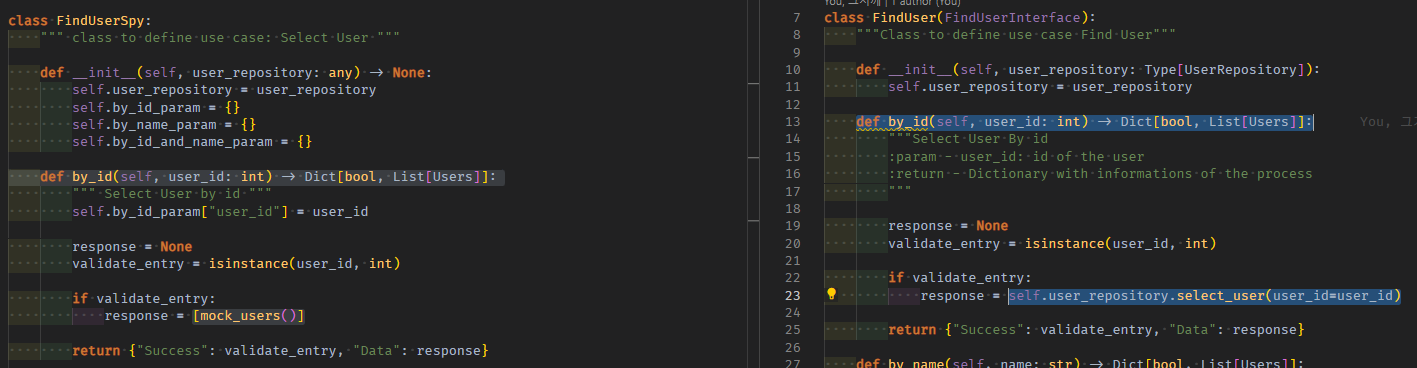 class FindUserSpy:
    """ class to define use case: Select User """
    def __init__(self, user_repository: any) -> None:
        self.user_repository = user_repository
        self.by_id_param = {}
        self.by_name_param = {}
        self.by_id_and_name_param = {}
    def by_id(self, user_id: int) -> Dict[bool, List[Users]]:
        """ Select User by id """
        self.by_id_param["user_id"] = user_id
        response = None
        validate_entry = isinstance(user_id, int)
        if validate_entry:
            response = [mock_users()]
        return {"Success": validate_entry, "Data": response}
You, 그저께 | 1 author (You)
7 class FindUser(FindUserInterface):
8     """Class to define use case Find User"""
9
10     def __init__(self, user_repository: Type[UserRepository]):
11         self.user_repository = user_repository
12
13     def by_id(self, user_id: int) -> Dict[bool, List[Users]]: You, 그
14         """Select User By id
15         :param - user_id: id of the user
16         :return - Dictionary with informations of the process
17         """
18
19         response = None
20         validate_entry = isinstance(user_id, int)
21
22         if validate_entry:
23             response = self.user_repository.select_user(user_id=user_id)
24
25         return {"Success": validate_entry, "Data": response}
26
27     def by_name(self, name: str) -> Dict[bool, List[Users]]: